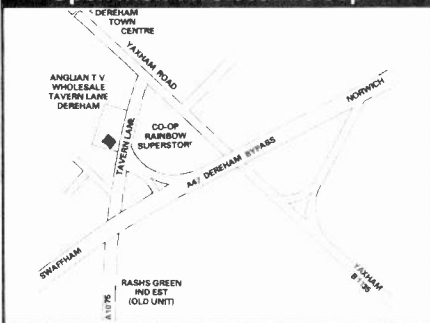 DEREHAM
TOWN
CENTRE
YAXHAM ROAD
ANGLIAN T V
WHOLESALE
TAVERN LANE
DEREHAM
NORWICH
CO-OP
RAINBOW
SUPERSTORE
TAVERN LANE
A47 DEREHAM BYPASS
SWAFFHAM
RASHS GREEN
IND EST
(OLD UNIT)
A1075
YAXHAM
B1135